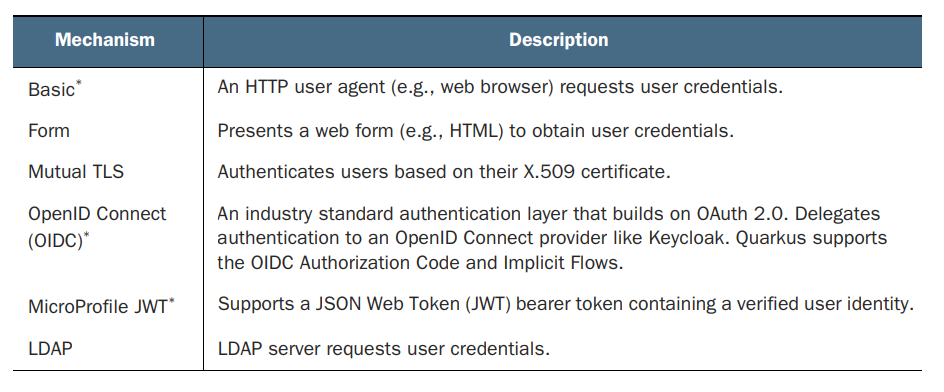 Mechanism Description
Basic* An HTTP user agent (e.g., web browser) requests user credentials.
Form Presents a web form (e.g., HTML) to obtain user credentials.
Mutual TLS Authenticates users based on their X.509 certificate.
OpenID Connect An industry standard authentication layer that builds on OAuth 2.0. Delegates
(OIDC)* authentication to an OpenID Connect provider like Keycloak. Quarkus supports
the OIDC Authorization Code and Implicit Flows.
MicroProfile JWT* Supports a JSON Web Token (JWT) bearer token containing a verified user identity.
LDAP LDAP server requests user credentials.